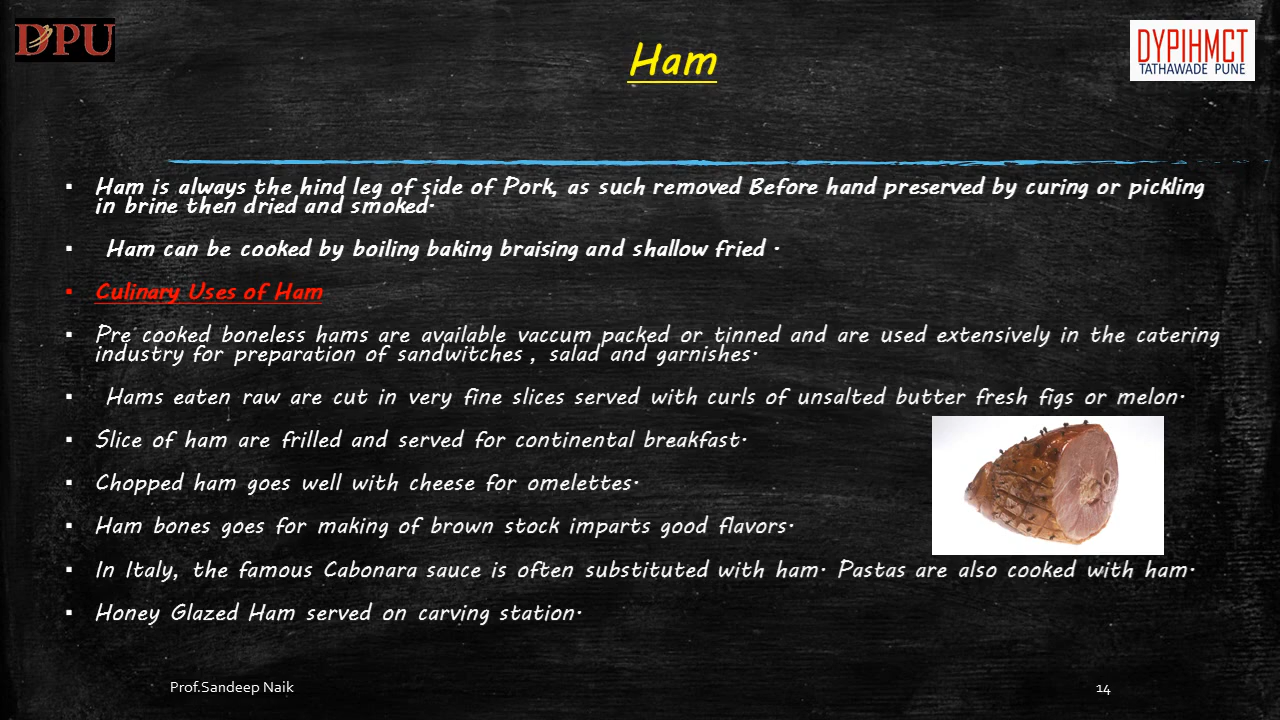 DPU
DYPIHMCT
TATHAWADE PUNE
Ham
▪ Ham is always the hind leg of side of Pork, as such removed Before hand preserved by curing or pickling
in brine then dried and smoked.
▪ Ham can be cooked by boiling baking braising and shallow fried .
▪ Culinary Uses of Ham
▪ Pre cooked boneless hams are available vaccum packed or tinned and are used extensively in the catering
industry for preparation of sandwitches , salad and garnishes.
▪ Hams eaten raw are cut in very fine slices served with curls of unsalted butter fresh figs or melon.
▪ Slice of ham are frilled and served for continental breakfast.
▪ Chopped ham goes well with cheese for omelettes.
▪ Ham bones goes for making of brown stock imparts good flavors.
▪ In Italy, the famous Cabonara sauce is often substituted with ham. Pastas are also cooked with ham.
▪ Honey Glazed Ham served on carving station.
Prof.Sandeep Naik
14